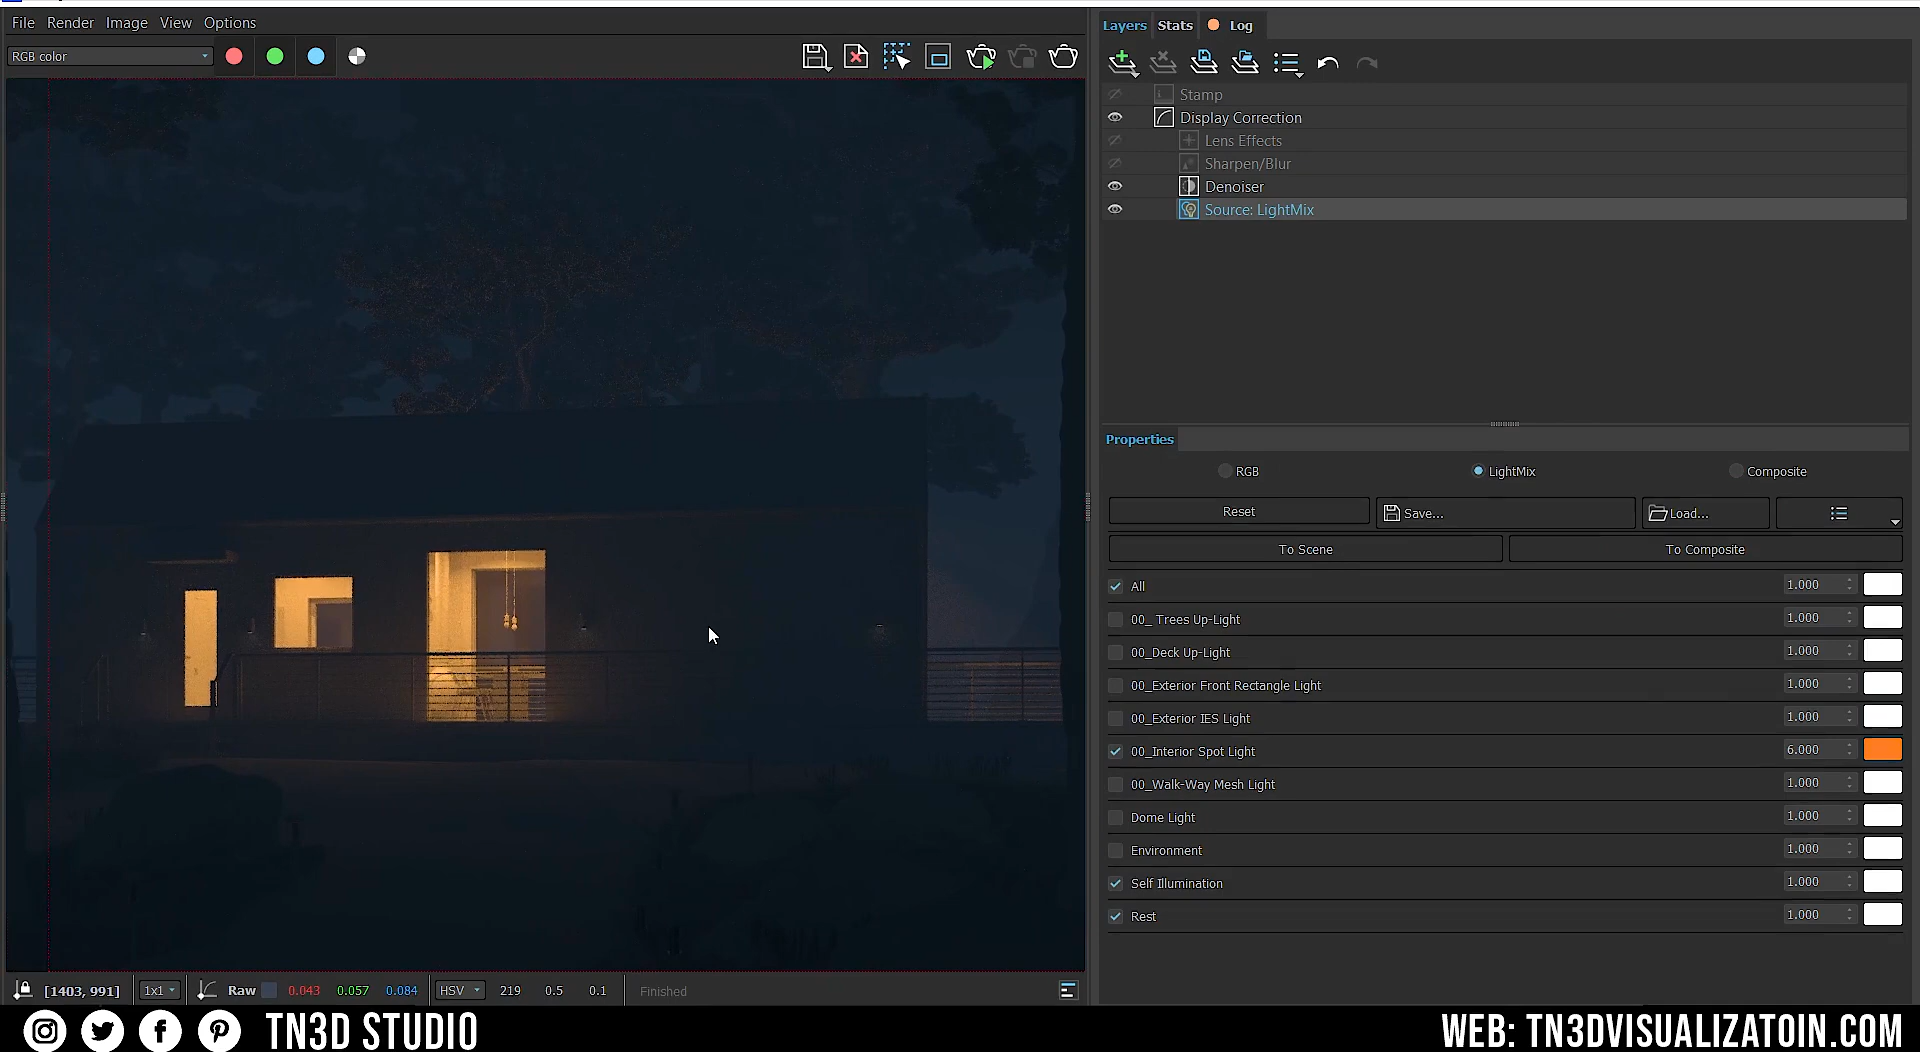 File Render Image View Options
RGB color
Layers Stats Log
Stamp
Display Correction
Lens Effects
Sharpen/Blur
Denoiser
Source: LightMix
Properties
RGB LightMix Composite
Reset Save... Load...
To Scene To Composite
All 1.000
00_ Trees Up-Light 1.000
00_Deck Up-Light 1.000
00_Exterior Front Rectangle Light 1.000
00_Exterior IES Light 1.000
00_Interior Spot Light 6.000
00_Walk-Way Mesh Light 1.000
Dome Light 1.000
Environment 1.000
Self Illumination 1.000
Rest 1.000
[1403, 991] 1x1 Raw 0.043 0.057 0.084 HSV 219 0.5 0.1 Finished
TN3D STUDIO WEB: TN3DVISUALIZATOIN.COM